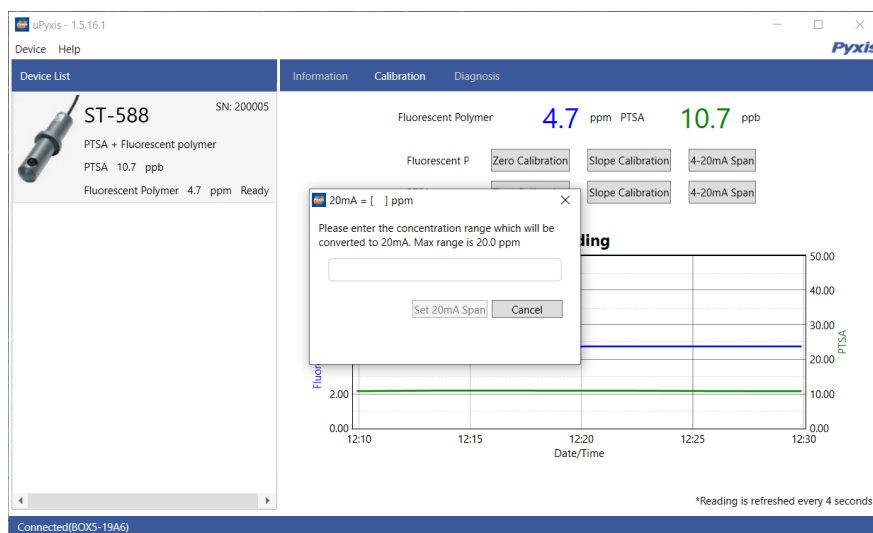 uPyxis - 1.5.16.1
Device Help
Pyxis
Device List
Information Calibration Diagnosis
ST-588
SN: 200005
PTSA + Fluorescent polymer
PTSA 10.7 ppb
Fluorescent Polymer 4.7 ppm Ready
Fluorescent Polymer 4.7 ppm PTSA 10.7 ppb
Fluorescent P Zero Calibration Slope Calibration 4-20mA Span
Slope Calibration 4-20mA Span
20mA = [ ] ppm
Please enter the concentration range which will be
converted to 20mA. Max range is 20.0 ppm
Set 20mA Span Cancel
ding
50.00
40.00
30.00
20.00
10.00
0.00
PTSA
Fluor
2.00
0.00
12:10 12:15 12:20 12:25 12:30
Date/Time
*Reading is refreshed every 4 seconds
Connected(BOX5-19A6)